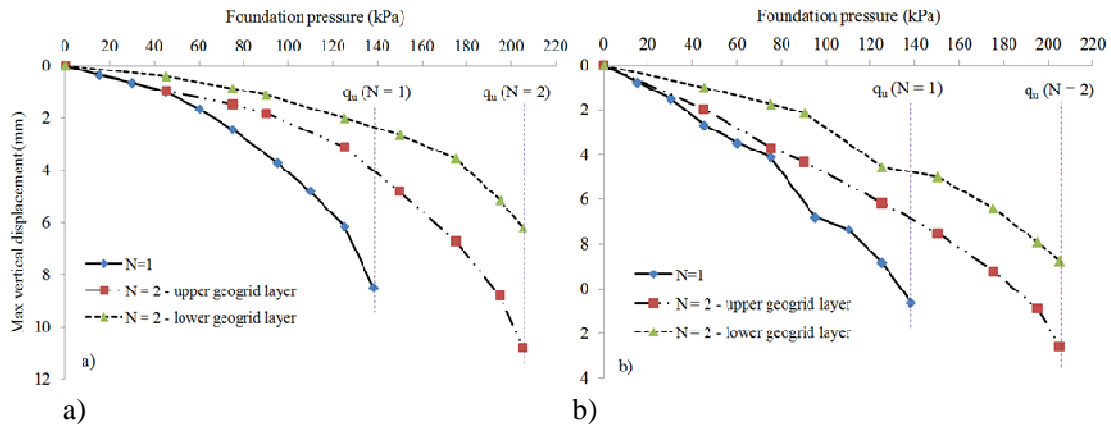 Foundation pressure (kPa)
0 20 40 60 80 100 120 140 160 180 200 220
0
2
4
6
8
10
12
Max vertical displacement (mm)
qu (N = 1)
qu (N = 2)
N=1
N = 2 - upper geogrid layer
N = 2 - lower geogrid layer
a)
a)
Foundation pressure (kPa)
0 20 40 60 80 100 120 140 160 180 200 220
0
2
4
6
8
0
2
4
qu (N = 1)
qu (N = 2)
N=1
N = 2 - upper geogrid layer
N = 2 - lower geogrid layer
b)
b)